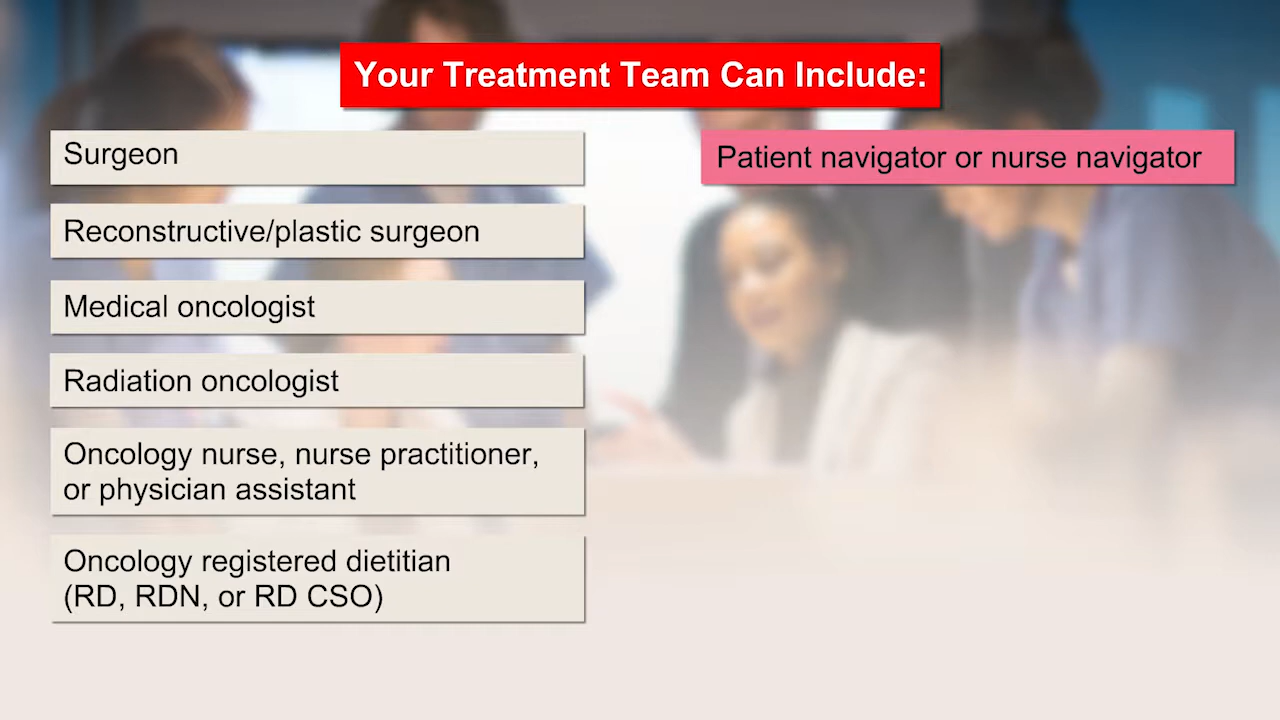 Your Treatment Team Can Include:
Surgeon
Reconstructive/plastic surgeon
Medical oncologist
Radiation oncologist
Oncology nurse, nurse practitioner,
or physician assistant
Oncology registered dietitian
(RD, RDN, or RD CSO)
Patient navigator or nurse navigator